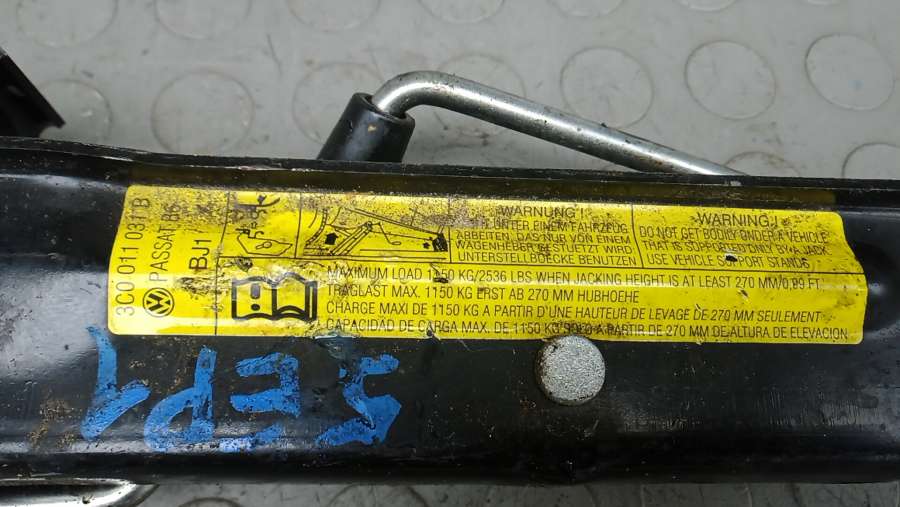 3C0 011 031 B
PASSAT B6
BJ1
WARNUNG !
UNTER EINEM FAHRZEUG
ARBEITEN, DAS NUR VON EINEM
WAGENHEBER GESTUETZT WIRD
UNTERSTELLBOECKE BENUTZEN
WARNING !
DO NOT GET BODILY UNDER A VEHICLE
THAT IS SUPPORTED ONLY BY A JACK.
USE VEHICLE SUPPORT STANDS
MAXIMUM LOAD 1150 KG/2536 LBS WHEN JACKING HEIGHT IS AT LEAST 270 MM/0,89 FT.
TRAGLAST MAX. 1150 KG ERST AB 270 MM HUBHOEHE
CHARGE MAXI DE 1150 KG A PARTIR D'UNE HAUTEUR DE LEVAGE DE 270 MM SEULEMENT
CAPACIDAD DE CARGA MAX. DE 1150 KG A PARTIR DE 270 MM DE ALTURA DE ELEVACION